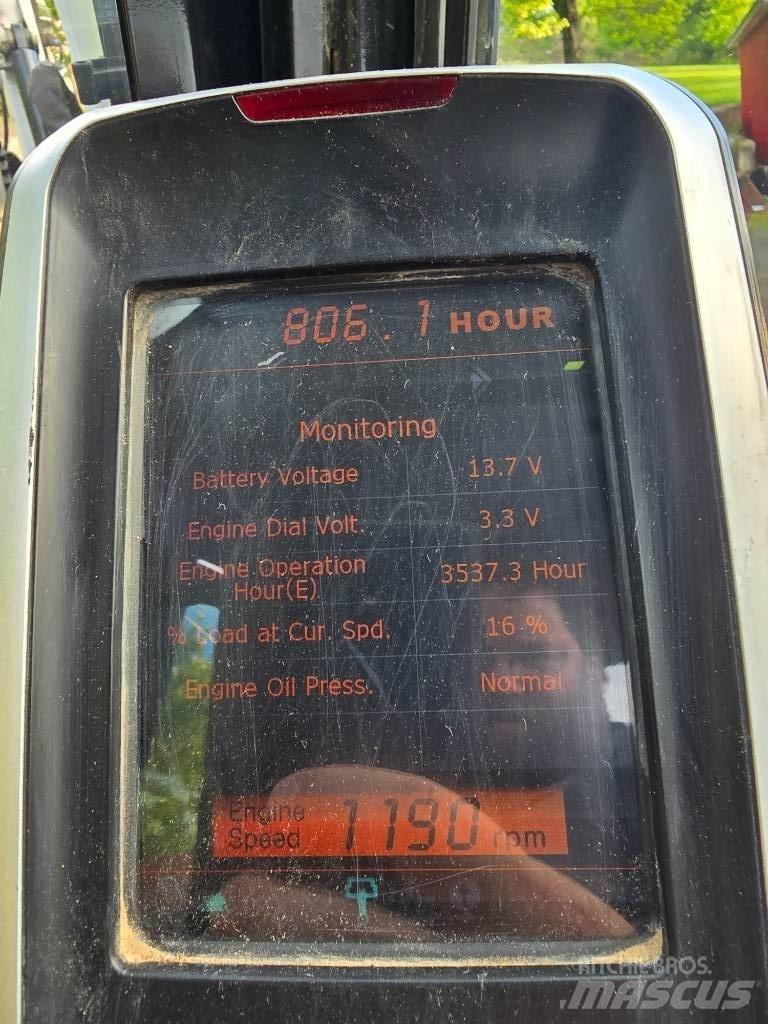 806.1 HOUR
Monitoring
Battery Voltage 13.7 V
Engine Dial Volt. 3.3 V
Engine Operation
Hour(E) 3537.3 Hour
% Load at Cur. Spd. 16 %
Engine Oil Press. Normal
Engine
Speed 1190 rpm
RITCHIE BROS.
MASCUS